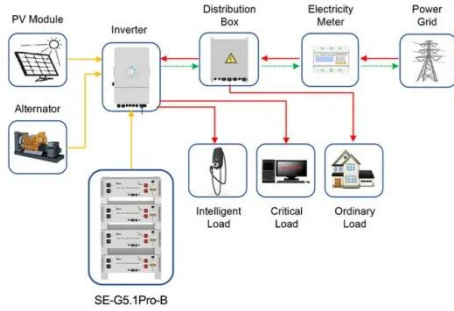 PV Module
Inverter
Distribution
Box
Electricity
Meter
Power
Grid
Alternator
Intelligent
Load
Critical
Load
Ordinary
Load
SE-G5.1Pro-B